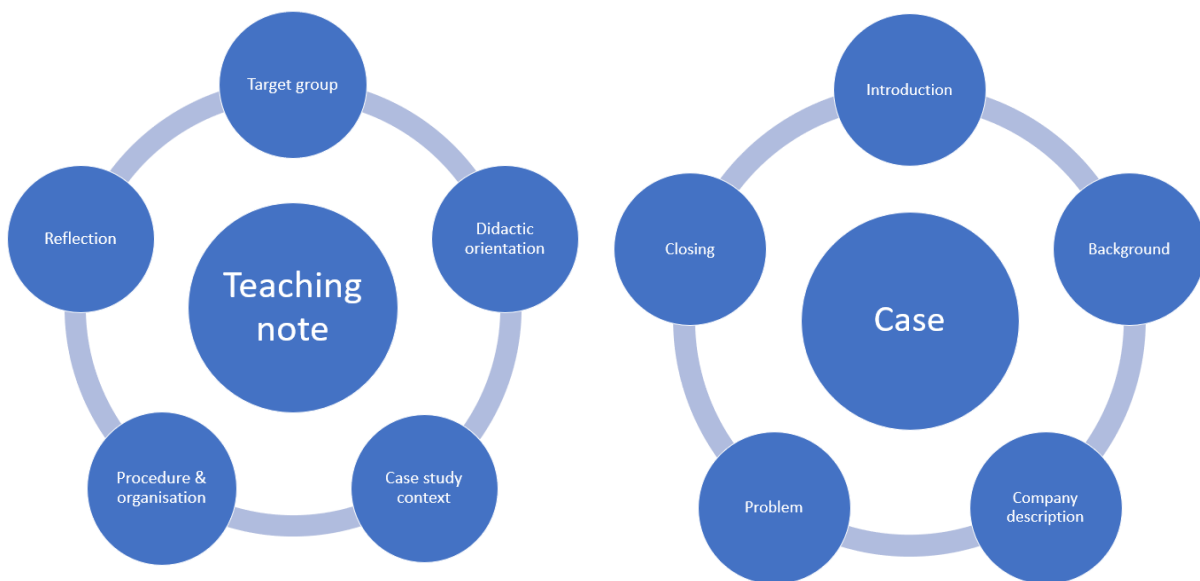 Target group
Didactic
orientation
Case study
context
Procedure &
organisation
Reflection
Teaching
note
Introduction
Background
Company
description
Problem
Closing
Case